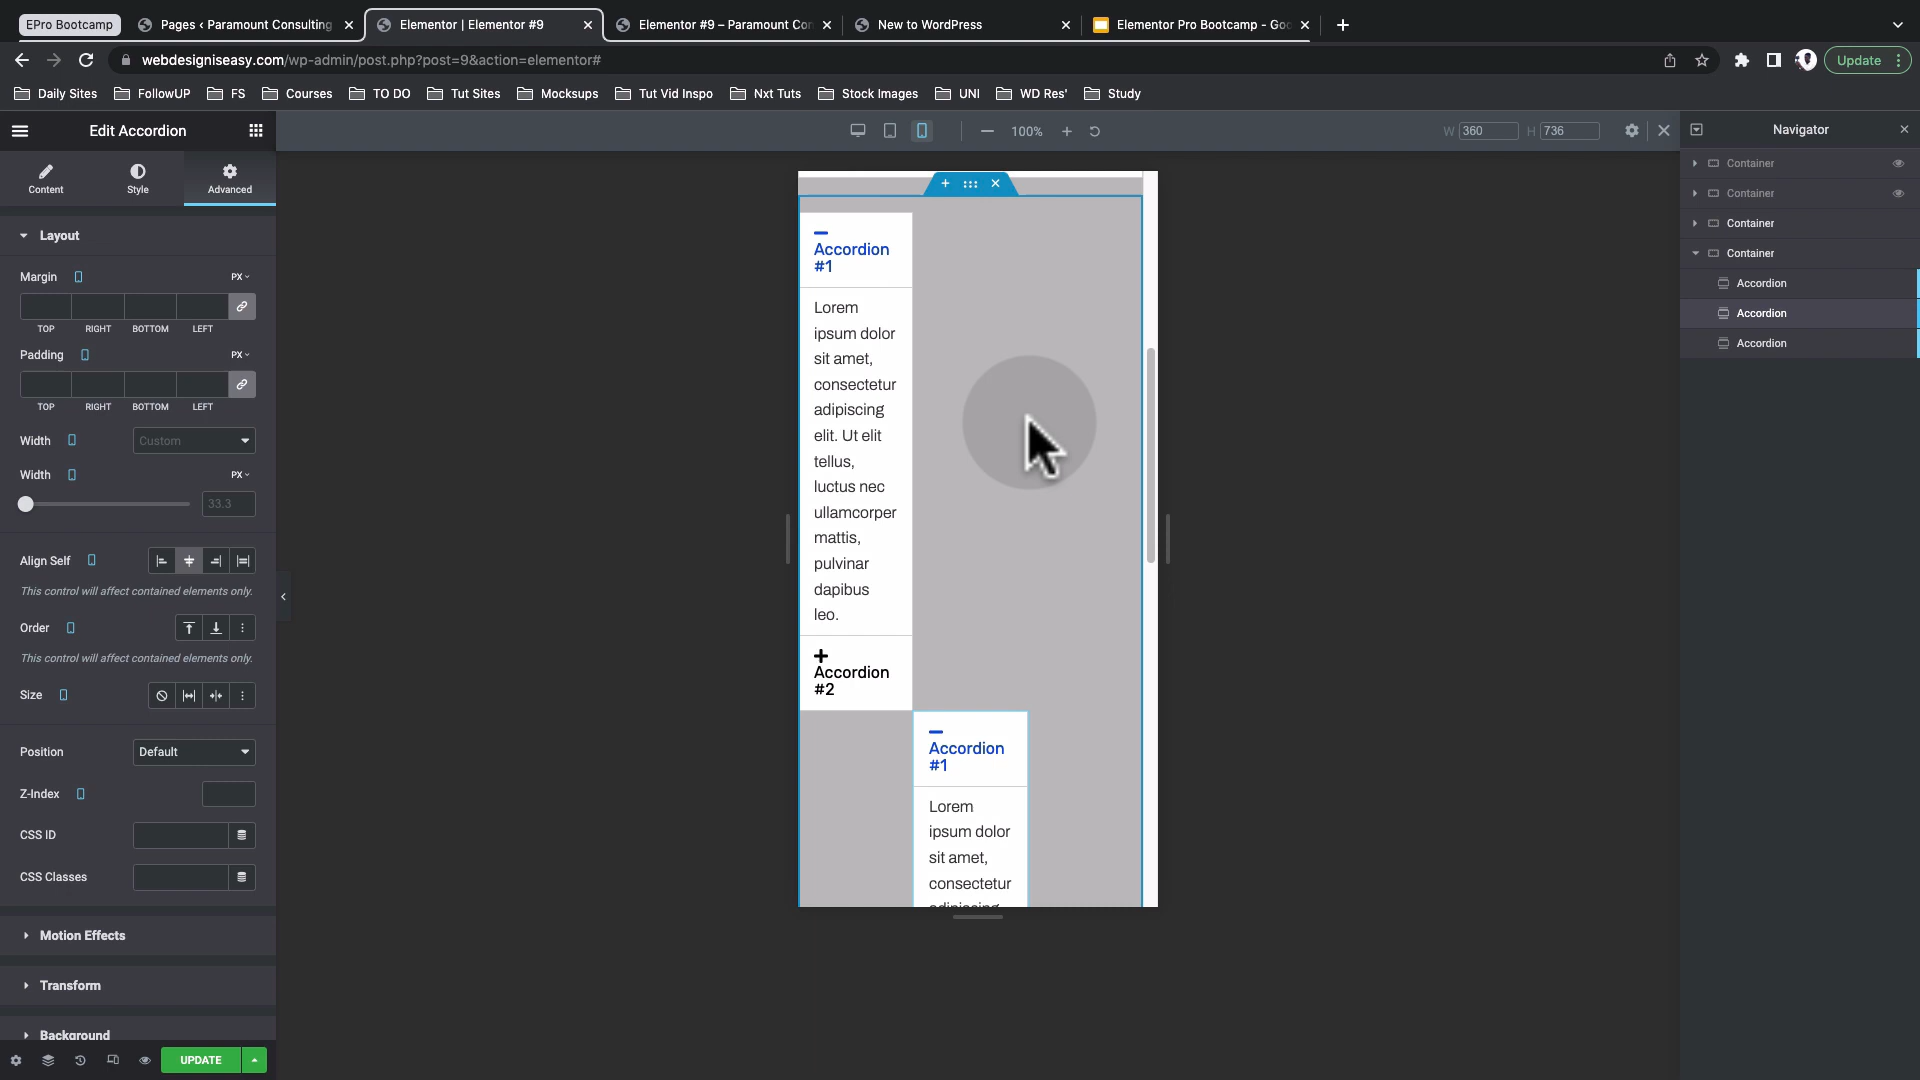 EPro Bootcamp
Pages ‹ Paramount Consulting
Elementor | Elementor #9
Elementor #9 – Paramount Con
New to WordPress
Elementor Pro Bootcamp - Goo
webdesigniseasy.com/wp-admin/post.php?post=9&action=elementor#
Update
Daily Sites
FollowUP
FS
Courses
TO DO
Tut Sites
Mocksups
Tut Vid Inspo
Nxt Tuts
Stock Images
UNI
WD Res'
Study
Edit Accordion
100%
W 360
H 736
Navigator
Content
Style
Advanced
Layout
Margin
PX
TOP RIGHT BOTTOM LEFT
Padding
PX
TOP RIGHT BOTTOM LEFT
Width
Custom
Width
PX
33.3
Align Self
This control will affect contained elements only.
Order
This control will affect contained elements only.
Size
Position
Default
Z-Index
CSS ID
CSS Classes
Motion Effects
Transform
Background
UPDATE
Accordion
#1
Lorem
ipsum dolor
sit amet,
consectetur
adipiscing
elit. Ut elit
tellus,
luctus nec
ullamcorper
mattis,
pulvinar
dapibus
leo.
Accordion
#2
Accordion
#1
Lorem
ipsum dolor
sit amet,
consectetur
adipiscing
Container
Container
Container
Container
Accordion
Accordion
Accordion